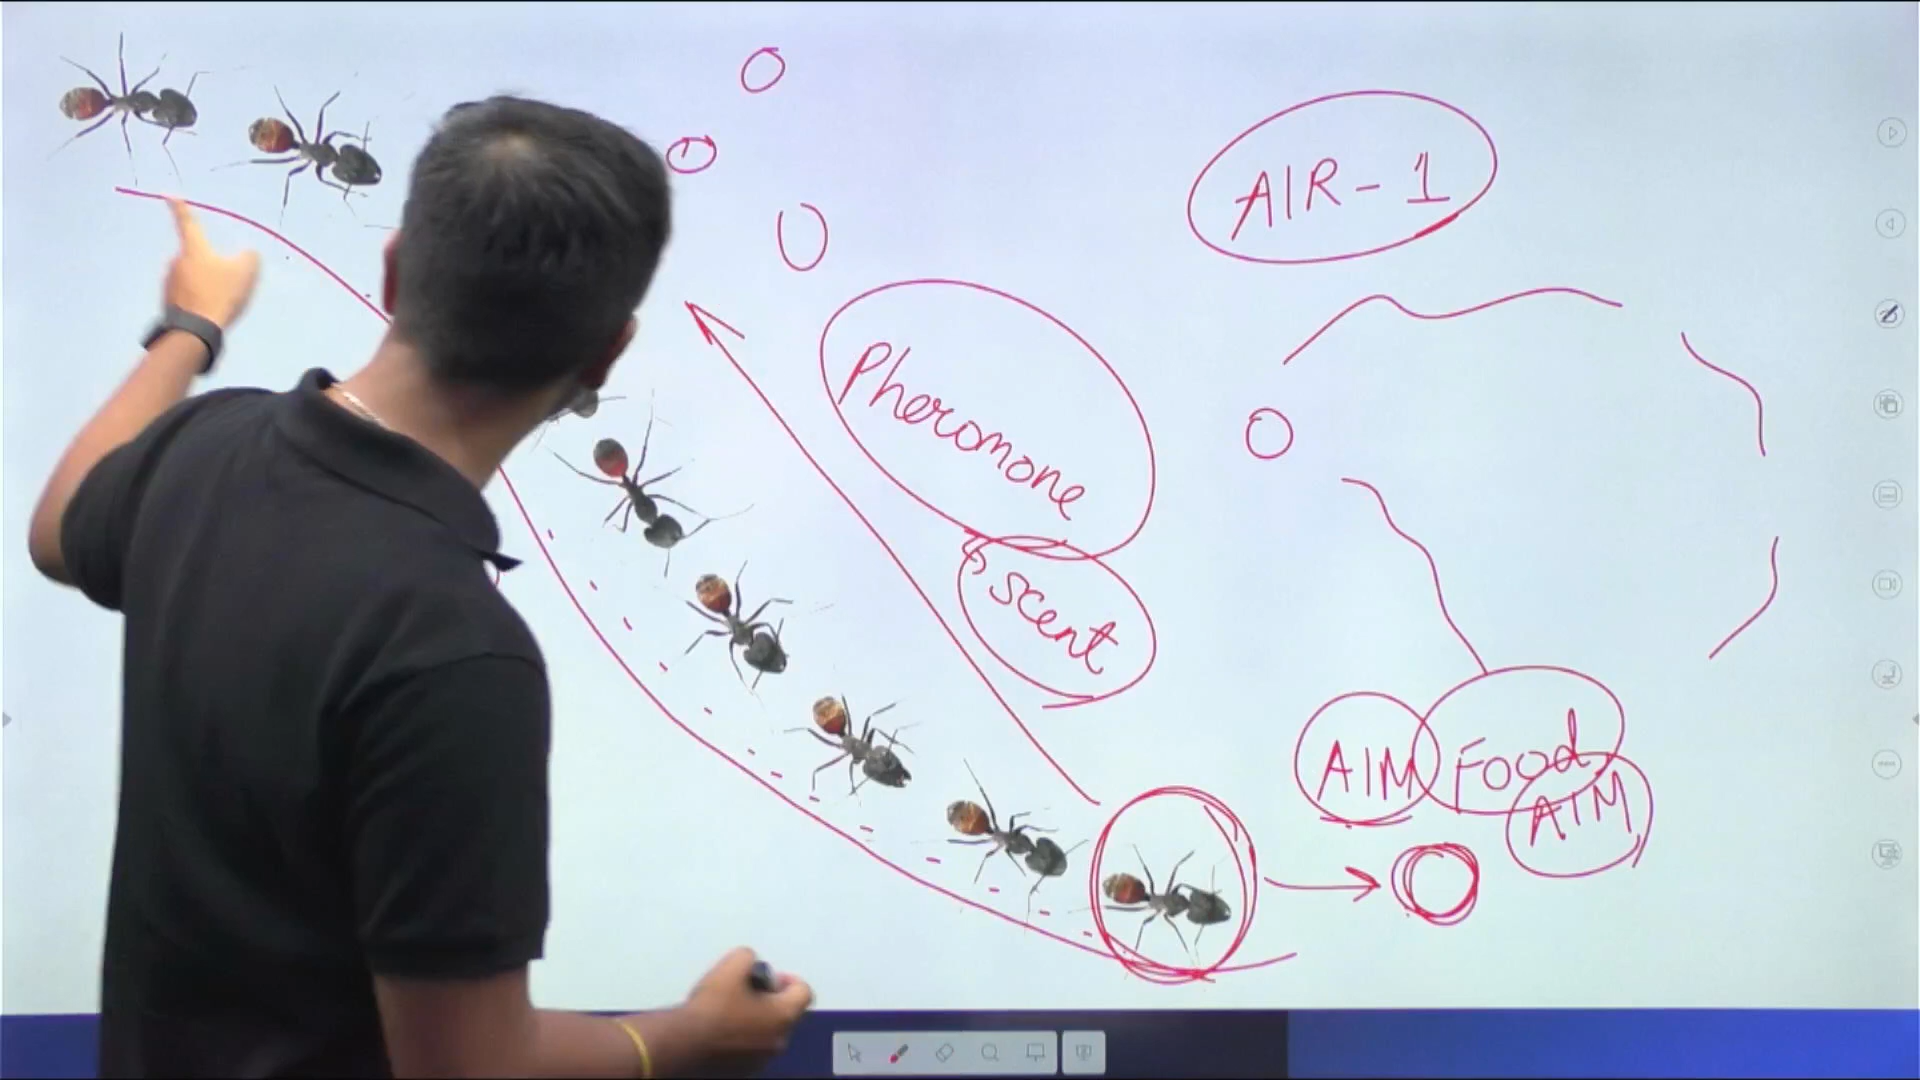 AIR-1
Pheromone
scent
AIM Food
AIM